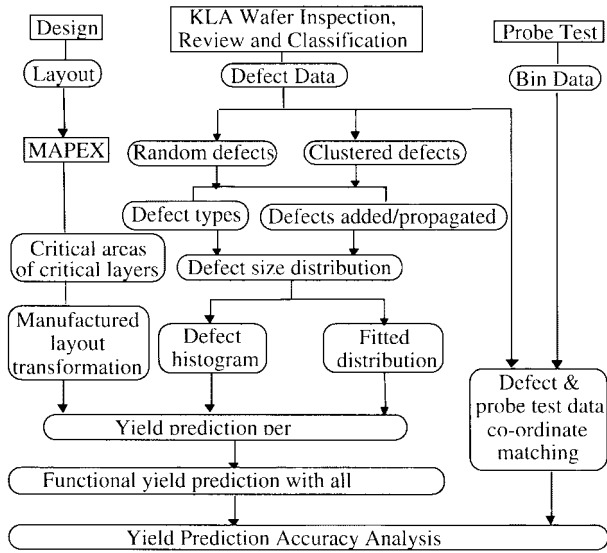 Design
KLA Wafer Inspection,
Review and Classification
Probe Test
Layout
Defect Data
Bin Data
MAPEX
Random defects
Clustered defects
Defect types
Defects added/propagated
Critical areas
of critical layers
Defect size distribution
Manufactured
layout
transformation
Defect
histogram
Fitted
distribution
Defect &
probe test data
co-ordinate
matching
Yield prediction per
Functional yield prediction with all
Yield Prediction Accuracy Analysis